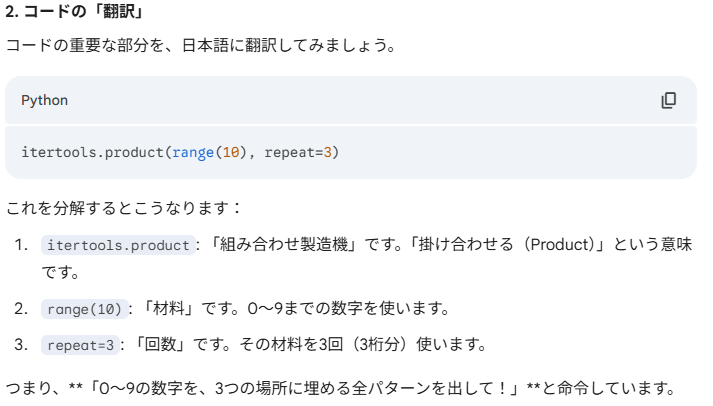 2. コードの「翻訳」
コードの重要な部分を、日本語に翻訳してみましょう。
Python
itertools.product(range(10), repeat=3)
これを分解するとこうなります：
1. itertools.product: 「組み合わせ製造機」です。「掛け合わせる（Product）」という意味
です。
2. range(10): 「材料」です。0〜9までの数字を使います。
3. repeat=3: 「回数」です。その材料を3回（3桁分）使います。
つまり、**「0〜9の数字を、3つの場所に埋める全パターンを出して！」**と命令しています。